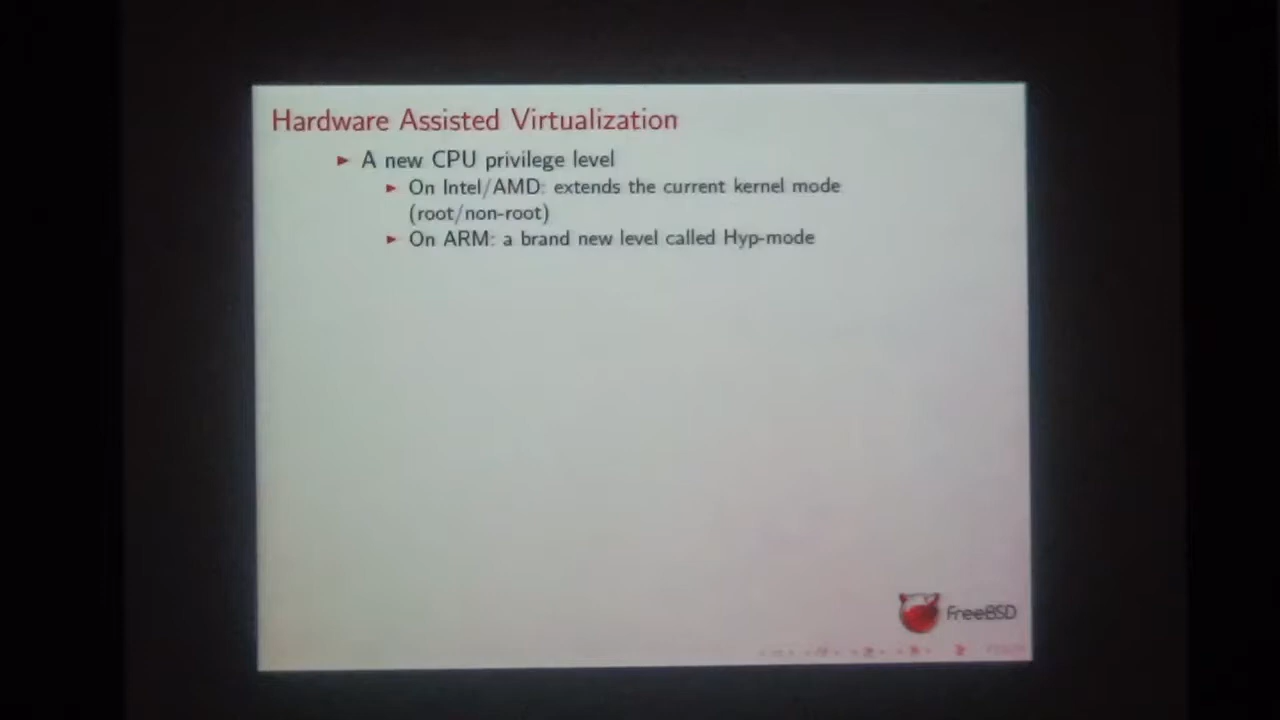 Hardware Assisted Virtualization
A new CPU privilege level
On Intel/AMD: extends the current kernel mode
(root/non-root)
On ARM: a brand new level called Hyp-mode
FreeBSD